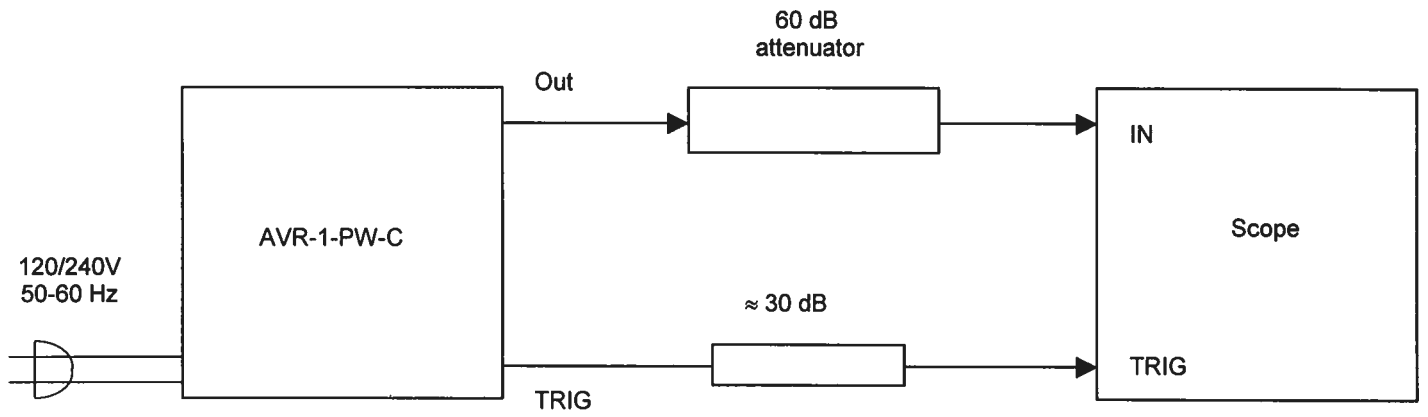 60 dB
attenuator
Out
IN
AVR-1-PW-C
Scope
120/240V
50-60 Hz
≈ 30 dB
TRIG
TRIG